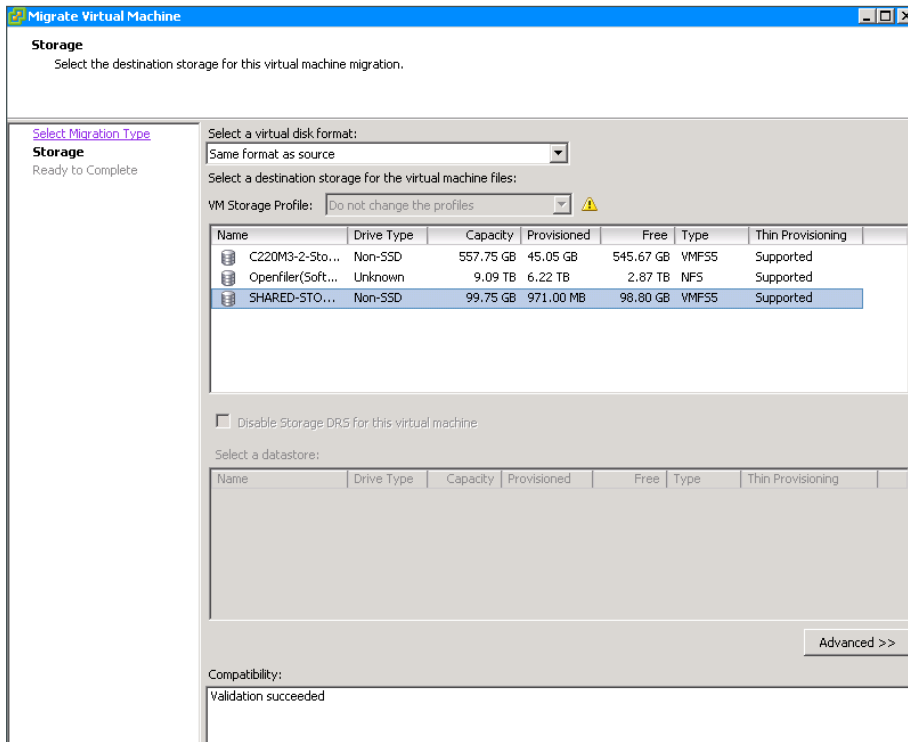 Migrate Virtual Machine
Storage
Select the destination storage for this virtual machine migration.
Select Migration Type
Storage
Ready to Complete
Select a virtual disk format:
Same format as source
Select a destination storage for the virtual machine files:
VM Storage Profile: Do not change the profiles
Name Drive Type Capacity Provisioned Free Type Thin Provisioning
C220M3-2-Sto... Non-SSD 557.75 GB 45.05 GB 545.67 GB VMFS5 Supported
Openfiler(Soft... Unknown 9.09 TB 6.22 TB 2.87 TB NFS Supported
SHARED-STO... Non-SSD 99.75 GB 971.00 MB 98.80 GB VMFS5 Supported
Disable Storage DRS for this virtual machine
Select a datastore:
Name Drive Type Capacity Provisioned Free Type Thin Provisioning
Advanced >>
Compatibility:
Validation succeeded